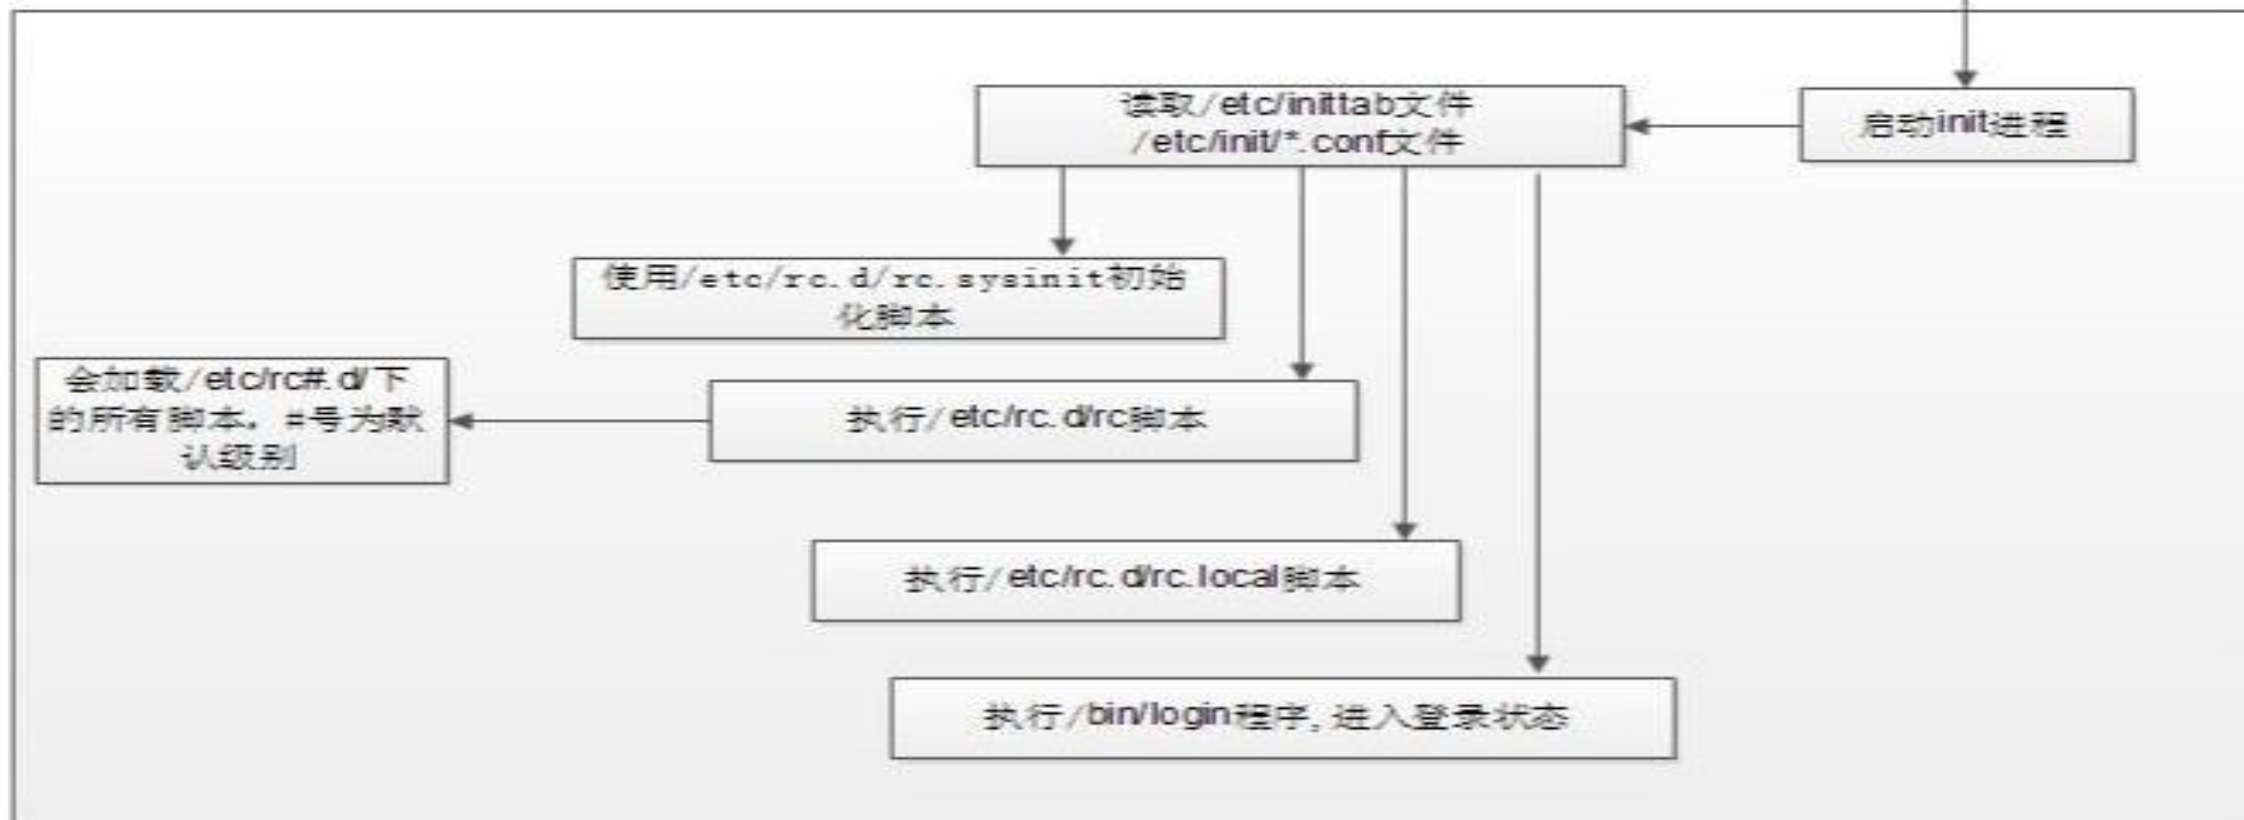 读取/etc/inittab文件
/etc/init/*.conf文件
启动init进程
使用/etc/rc.d/rc.sysinit初始
化脚本
会加载/etc/rc#.d/下
的所有脚本，#号为默
认级别
执行/etc/rc.d/rc脚本
执行/etc/rc.d/rc.local脚本
执行/bin/login程序,进入登录状态